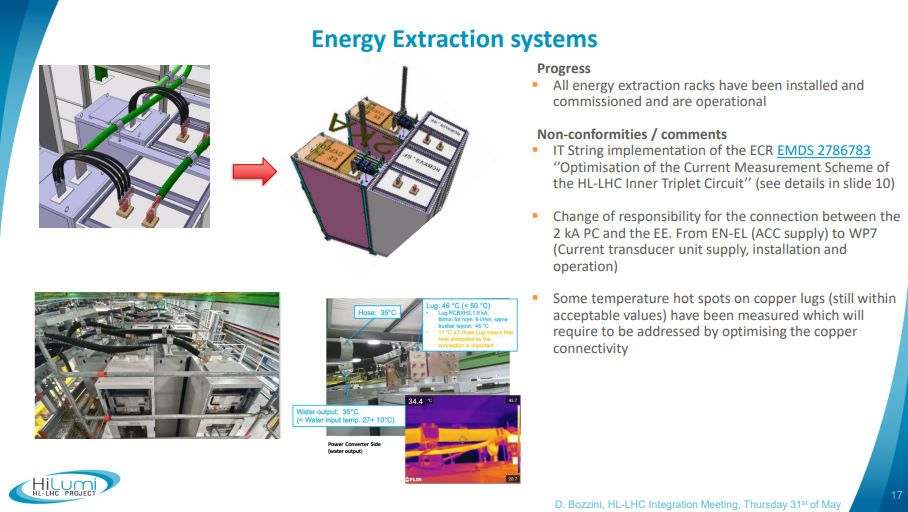 Energy Extraction systems
Progress
All energy extraction racks have been installed and
commissioned and are operational
Non-conformities / comments
IT String implementation of the ECR EMDS 2786783
‘’Optimisation of the Current Measurement Scheme of
the HL-LHC Inner Triplet Circuit’’ (see details in slide 10)
Change of responsibility for the connection between the
2 kA PC and the EE. From EN-EL (ACC supply) to WP7
(Current transducer unit supply, installation and
operation)
Some temperature hot spots on copper lugs (still within
acceptable values) have been measured which will
require to be addressed by optimising the copper
connectivity
Hose: 35°C
Lug: 46 °C (< 50 °C)
Lug RCBXH2,1.9 kA,
6l/min for nom. 5 l/min, same
busbar layout: 45 °C
11 °C ΔT Hose-Lug means that
heat dissipated by the
connection is important
Water output: 35°C
(< Water input temp. 27+ 10°C)
Power Converter Side
(water output)
34.4 °C
45.7
20.7
FLIR
HiLumi
HL-LHC PROJECT
D. Bozzini, HL-LHC Integration Meeting, Thursday 31st of May
17